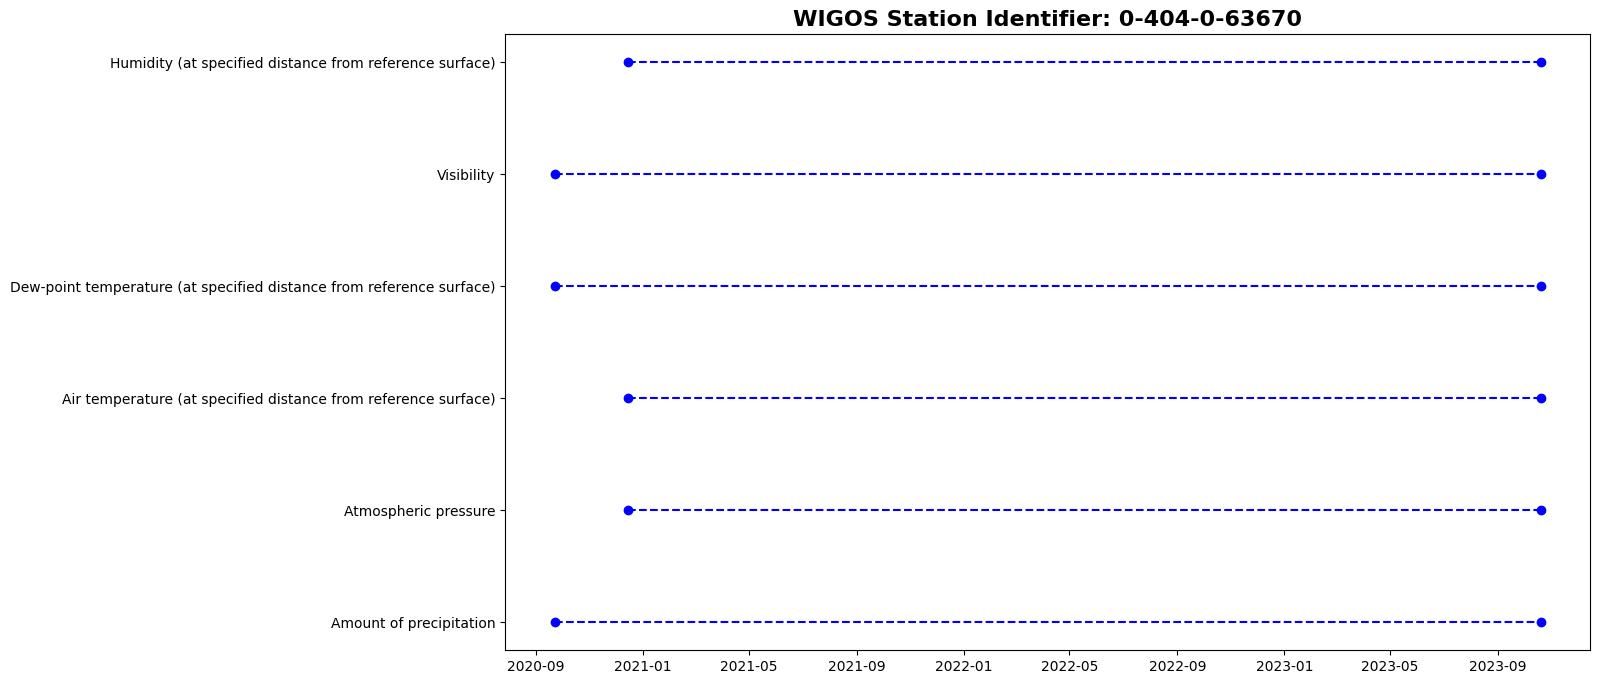 WIGOS Station Identifier: 0-404-0-63670
Humidity (at specified distance from reference surface)
Visibility
Dew-point temperature (at specified distance from reference surface)
Air temperature (at specified distance from reference surface)
Atmospheric pressure
Amount of precipitation
2020-09 2021-01 2021-05 2021-09 2022-01 2022-05 2022-09 2023-01 2023-05 2023-09